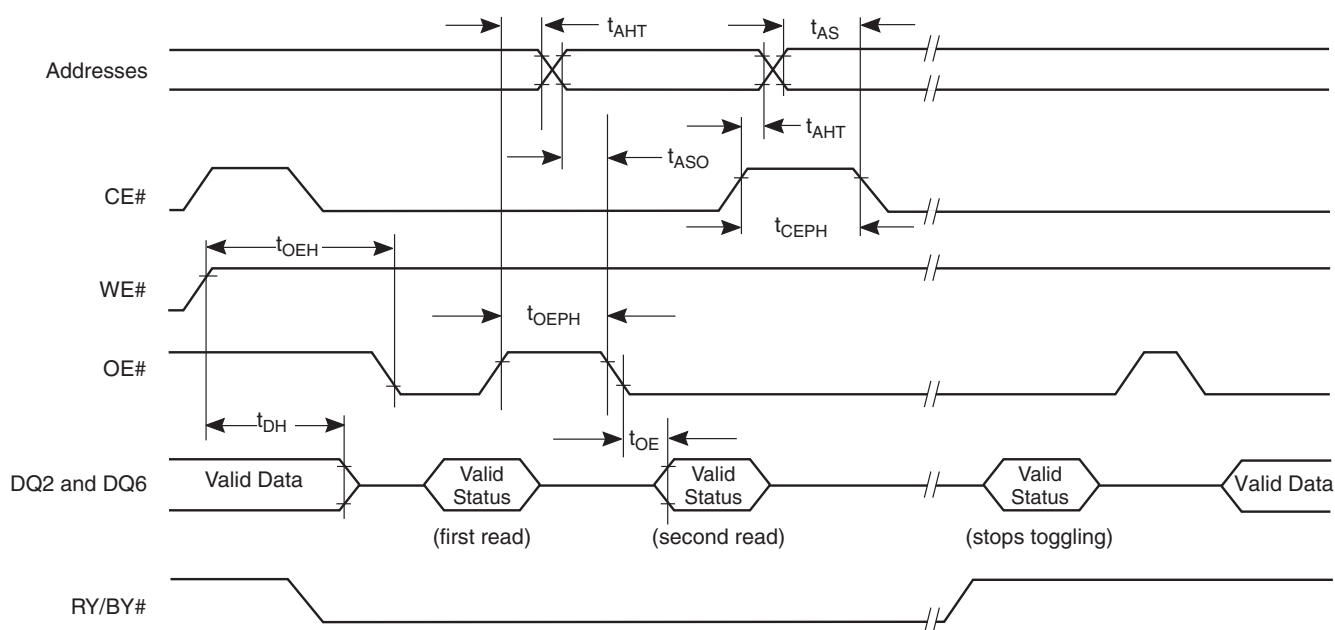 tAHT
tAS
Addresses
tAHT
tASO
CE#
tCEPH
tOEH
WE#
tOEPH
OE#
tDH
tOE
DQ2 and DQ6
Valid Data
Valid
Status
Valid
Status
Valid
Status
Valid Data
(first read)
(second read)
(stops toggling)
RY/BY#